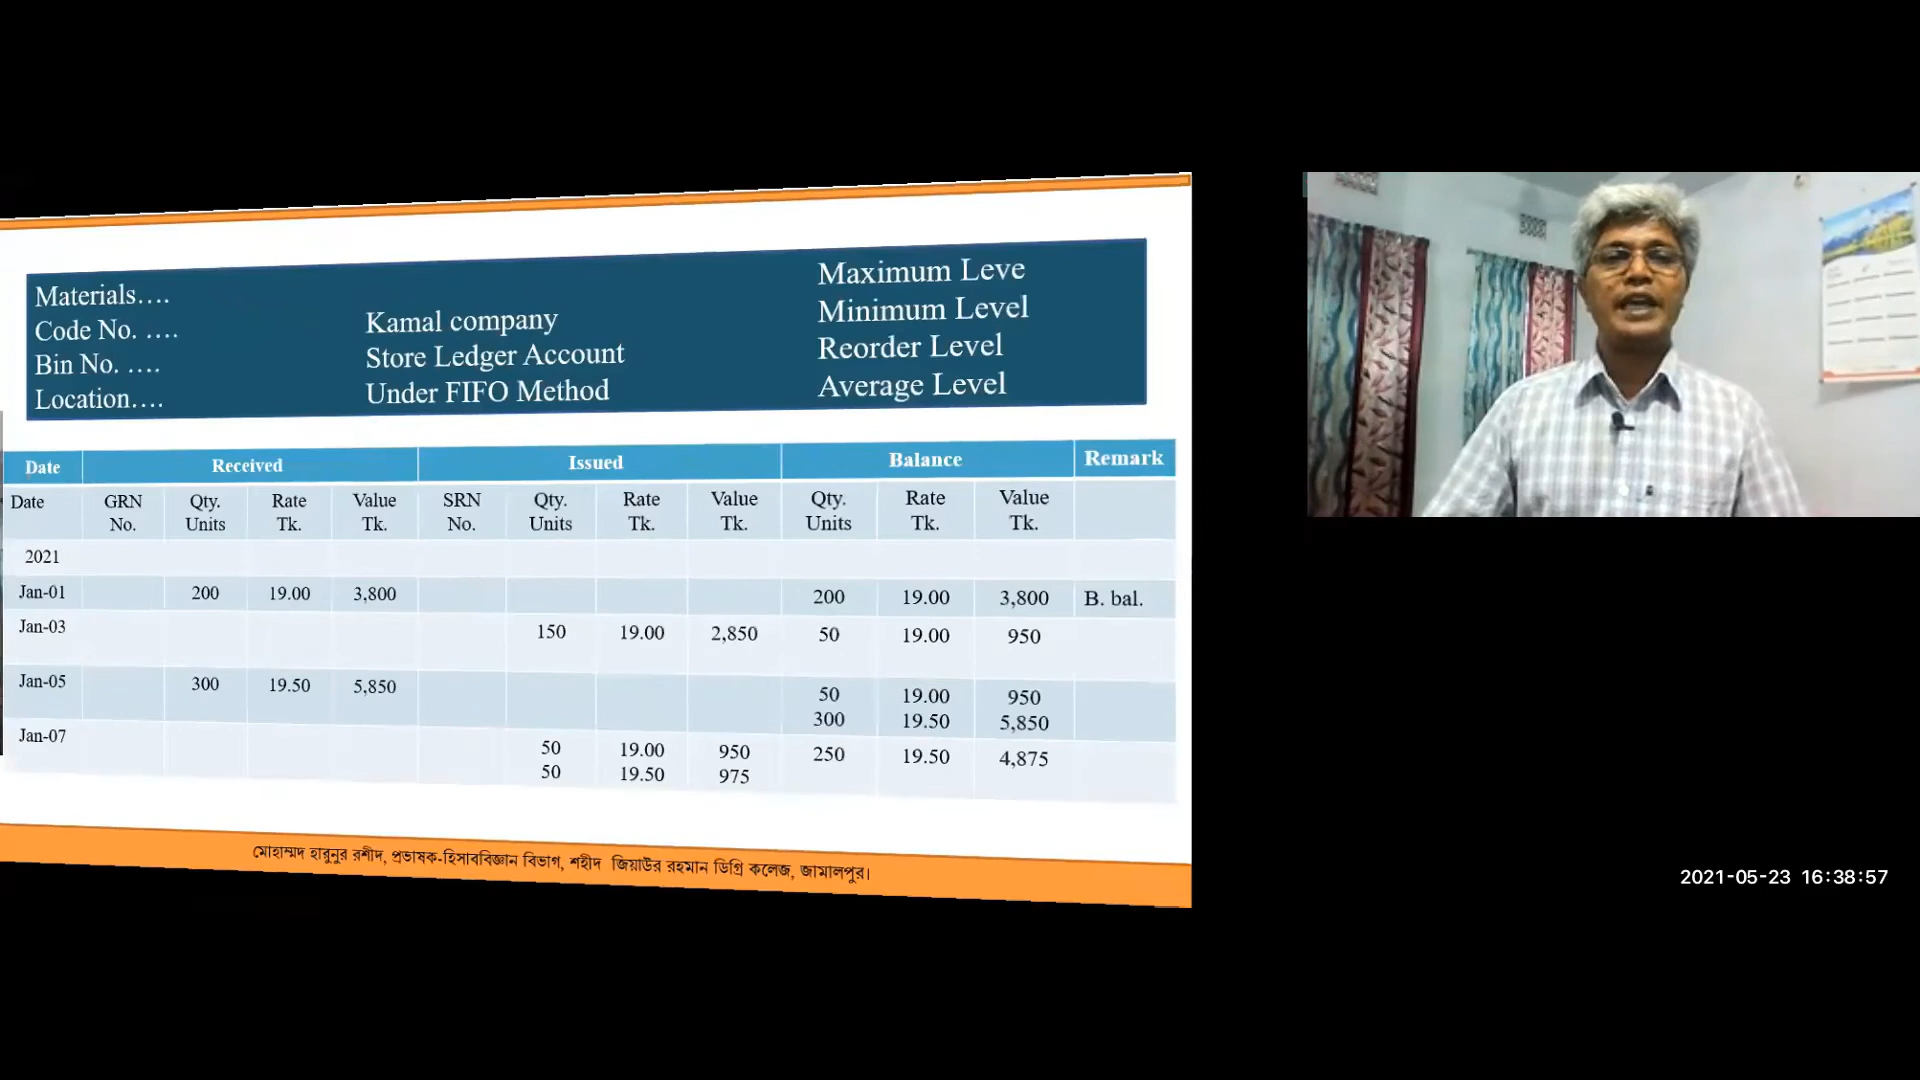 Materials….
Code No. ….
Bin No. ….
Location….
Kamal company
Store Ledger Account
Under FIFO Method
Maximum Leve
Minimum Level
Reorder Level
Average Level
Date Received Issued Balance Remark
Date GRN No. Qty. Units Rate Tk. Value Tk. SRN No. Qty. Units Rate Tk. Value Tk. Qty. Units Rate Tk. Value Tk.
2021
Jan-01 200 19.00 3,800 200 19.00 3,800 B. bal.
Jan-03 150 19.00 2,850 50 19.00 950
Jan-05 300 19.50 5,850 50 19.00 950
300 19.50 5,850
Jan-07 50 19.00 950 250 19.50 4,875
50 19.50 975
মোহাম্মদ হারুনুর রশীদ, প্রভাষক-হিসাববিজ্ঞান বিভাগ, শহীদ জিয়াউর রহমান ডিগ্রি কলেজ, জামালপুর।
2021-05-23 16:38:57